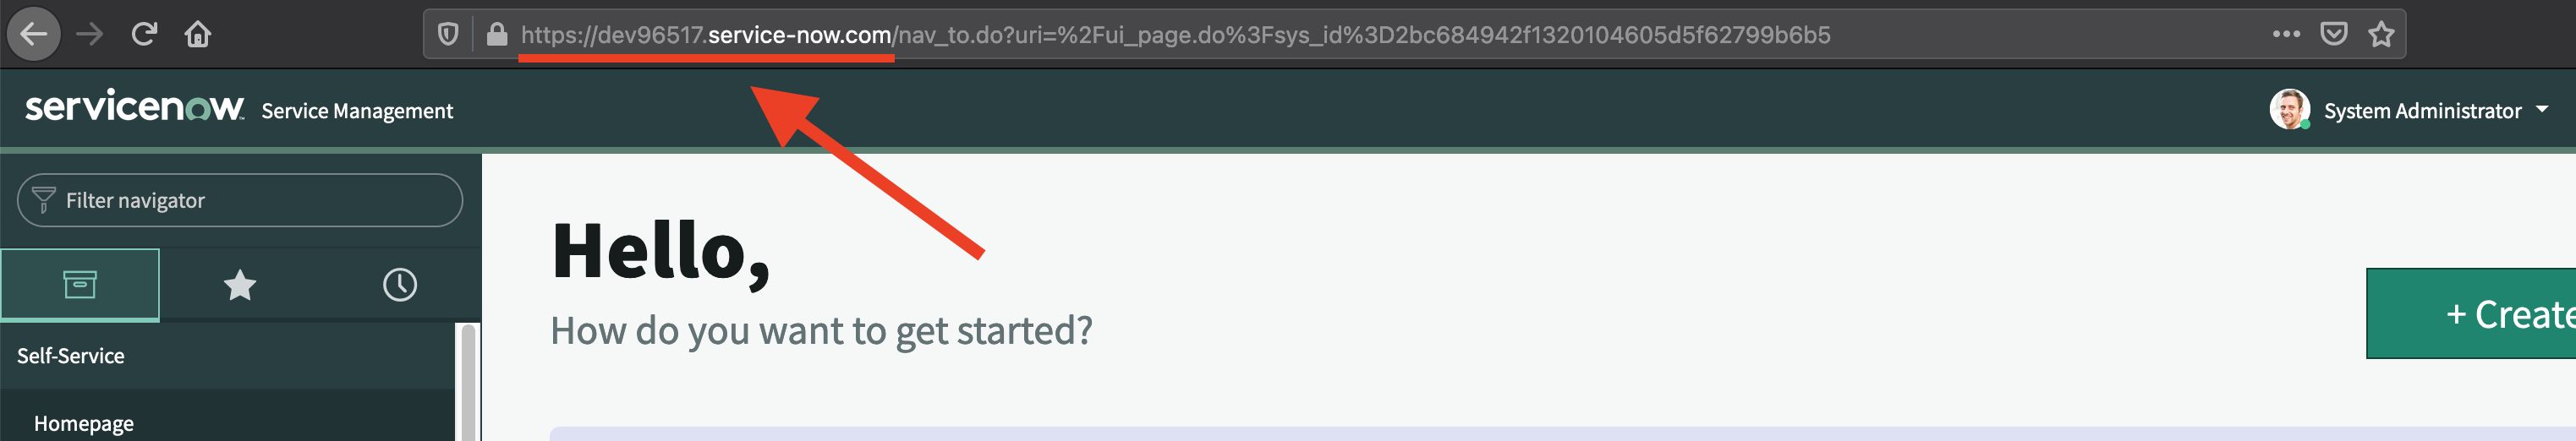 https://dev96517.service-now.com/nav_to.do?uri=%2Fui_page.do%3Fsys_id%3D2bc684942f1320104605d5f62799b6b5
servicenow™ Service Management
System Administrator
Filter navigator
Hello,
How do you want to get started?
+ Create
Self-Service
Homepage